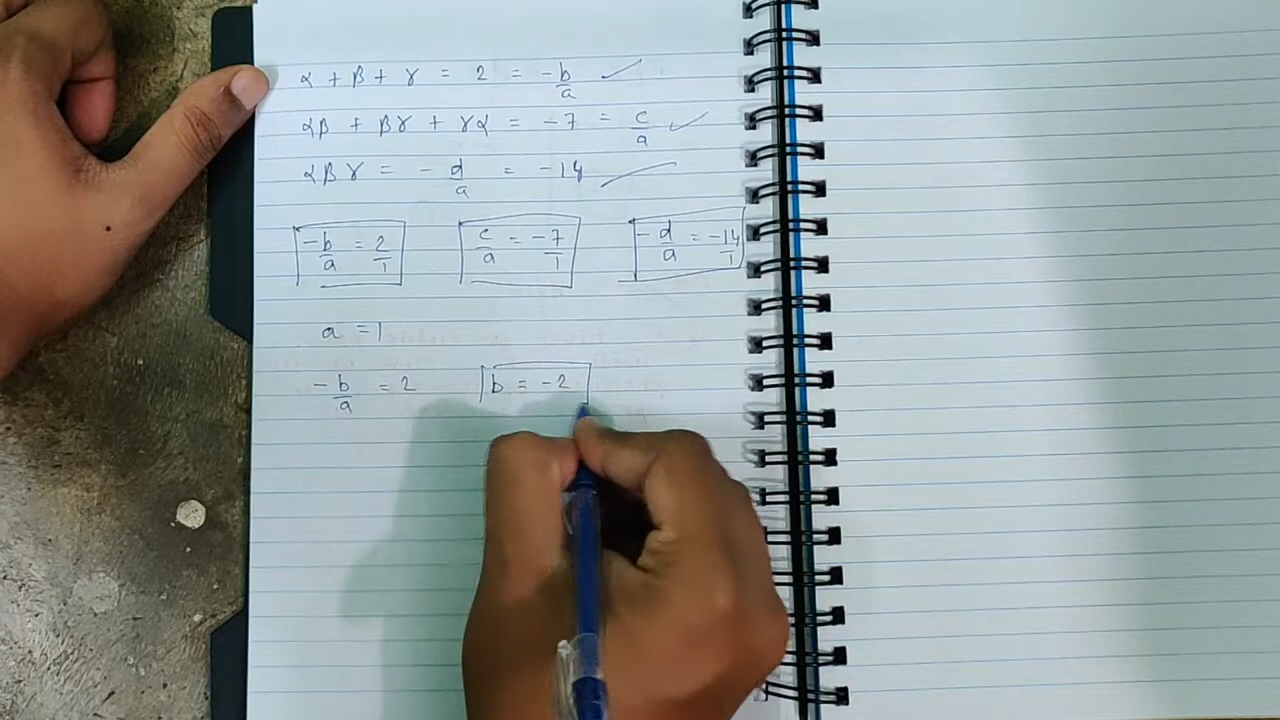 α + β + γ = 2 = -b/a ✓
αβ + βγ + γα = -7 = c/a ✓
αβγ = -d/a = -14
-b/a = 2/1 c/a = -7/1 -d/a = -14/1
a = 1
-b/a = 2 b = -2